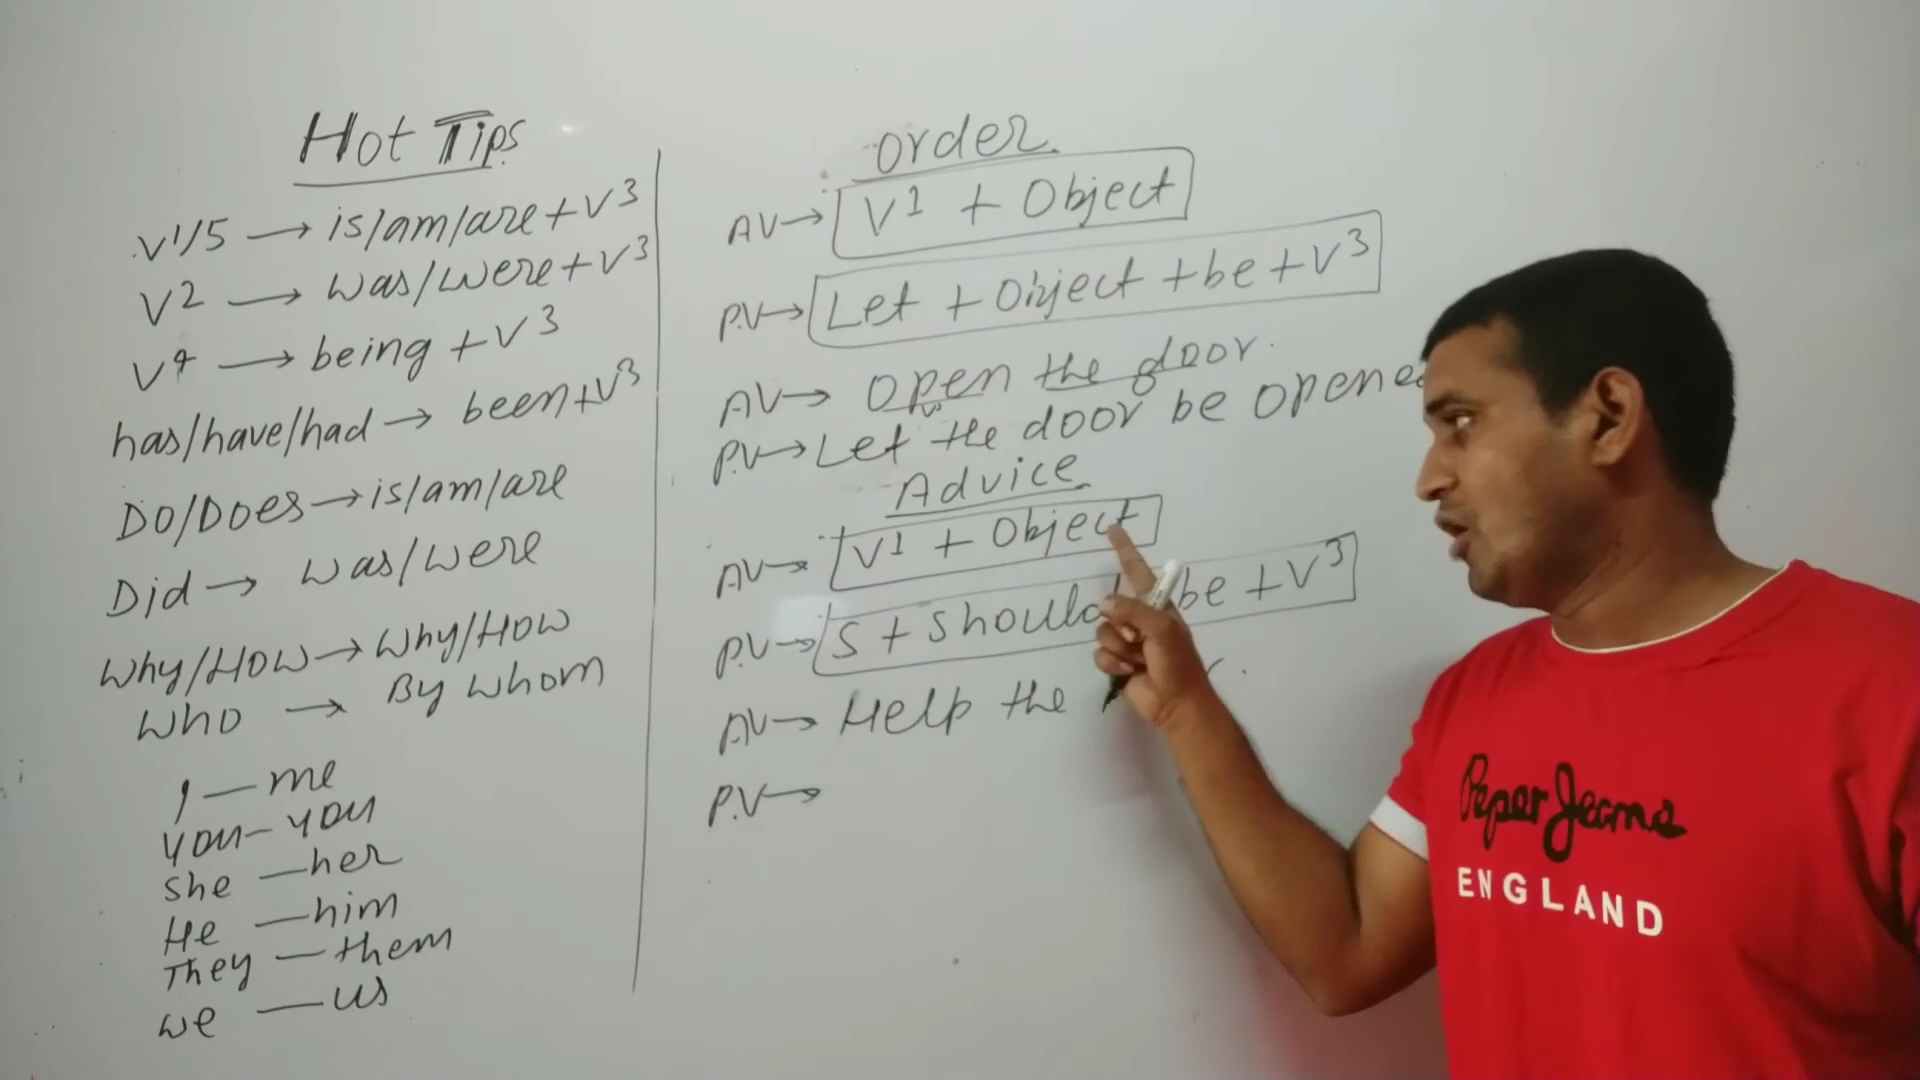 Hot Tips
V1/5 → is/am/are + V3
V2 → was/were + V3
V4 → being + V3
has/have/had → been + V3
Do/Does → is/am/are
Did → was/were
Why/How → Why/How
Who → By whom
I — me
You — you
She — her
He — him
They — them
We — us
Order
AV → V1 + Object
P.V → Let + Object + be + V3
AV → Open the door.
V1
P.V → Let the door be opene
Advice
AV → V1 + Object
P.V → S + should be + V3
AV → Help the
P.V →
Pepe Jeans
ENGLAND